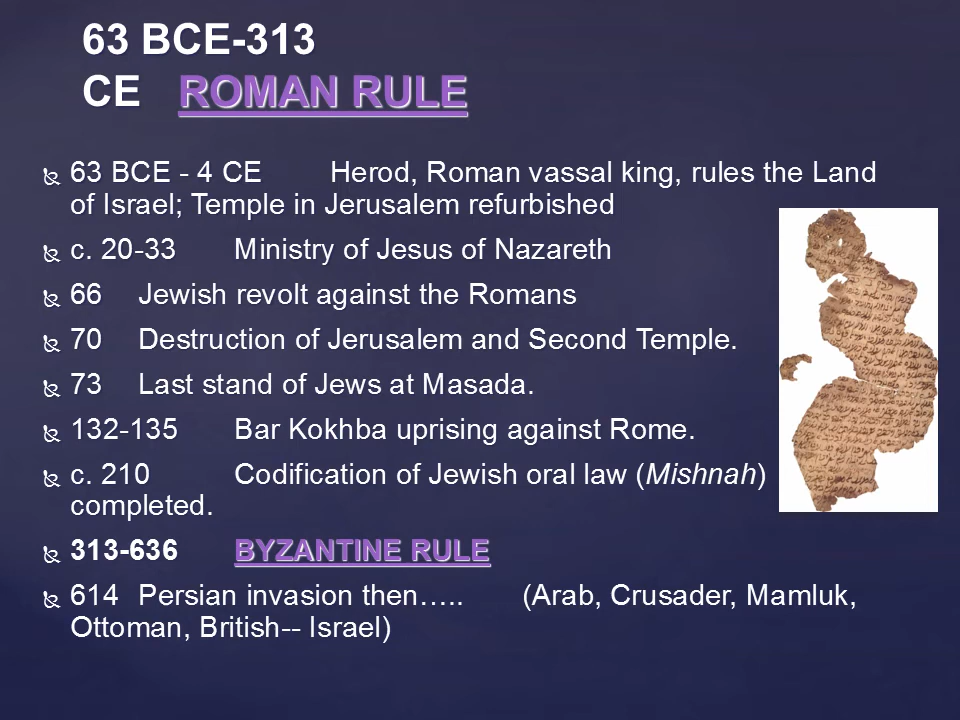 63 BCE-313
CE ROMAN RULE
63 BCE - 4 CE Herod, Roman vassal king, rules the Land
of Israel; Temple in Jerusalem refurbished
c. 20-33 Ministry of Jesus of Nazareth
66 Jewish revolt against the Romans
70 Destruction of Jerusalem and Second Temple.
73 Last stand of Jews at Masada.
132-135 Bar Kokhba uprising against Rome.
c. 210 Codification of Jewish oral law (Mishnah)
completed.
313-636 BYZANTINE RULE
614 Persian invasion then….. (Arab, Crusader, Mamluk,
Ottoman, British-- Israel)